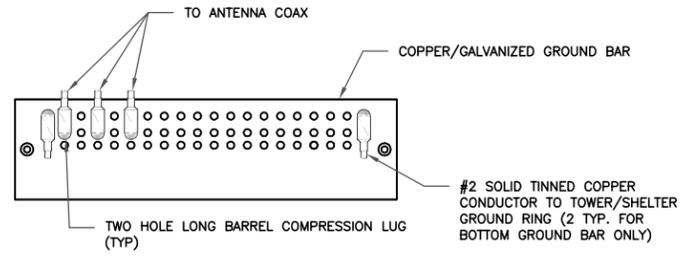 TO ANTENNA COAX
COPPER/GALVANIZED GROUND BAR
#2 SOLID TINNED COPPER
CONDUCTOR TO TOWER/SHELTER
GROUND RING (2 TYP. FOR
BOTTOM GROUND BAR ONLY)
TWO HOLE LONG BARREL COMPRESSION LUG
(TYP)